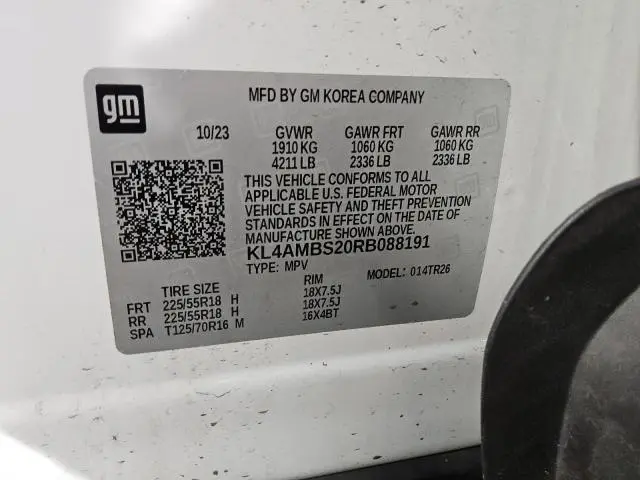 gm
MFD BY GM KOREA COMPANY
10/23 GVWR GAWR FRT GAWR RR
1910 KG 1060 KG 1060 KG
4211 LB 2336 LB 2336 LB
THIS VEHICLE CONFORMS TO ALL
APPLICABLE U.S. FEDERAL MOTOR
VEHICLE SAFETY AND THEFT PREVENTION
STANDARDS IN EFFECT ON THE DATE OF
MANUFACTURE SHOWN ABOVE.
KL4AMBS20RB088191
TYPE: MPV MODEL: 014TR26
TIRE SIZE RIM
FRT 225/55R18 H 18X7.5J
RR 225/55R18 H 18X7.5J
SPA T125/70R16 M 16X4BT